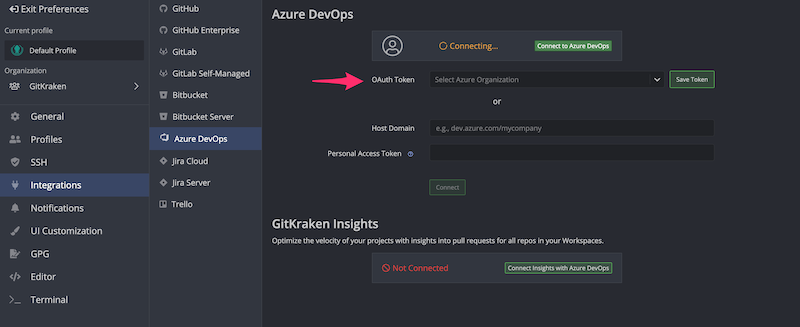 Exit Preferences
Current profile
Default Profile
Organization
GitKraken
General
Profiles
SSH
Integrations
Notifications
UI Customization
GPG
Editor
>_ Terminal
GitHub
GitHub Enterprise
GitLab
GitLab Self-Managed
Bitbucket
Bitbucket Server
Azure DevOps
Jira Cloud
Jira Server
Trello
Azure DevOps
Connecting...
Connect to Azure DevOps
OAuth Token
Select Azure Organization
Save Token
or
Host Domain
e.g., dev.azure.com/mycompany
Personal Access Token ?
Connect
GitKraken Insights
Optimize the velocity of your projects with insights into pull requests for all repos in your Workspaces.
Not Connected
Connect Insights with Azure DevOps